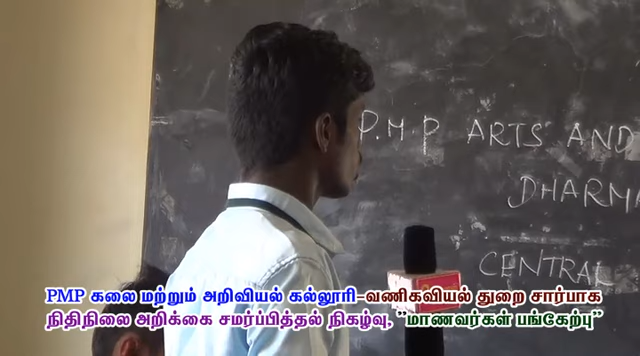 P.M.P ARTS AND
DHARMA
CENTRAL
PMP கலை மற்றும் அறிவியல் கல்லூரி-வணிகவியல் துறை சார்பாக
நிதிநிலை அறிக்கை சமர்ப்பித்தல் நிகழ்வு, "மாணவர்கள் பங்கேற்பு"